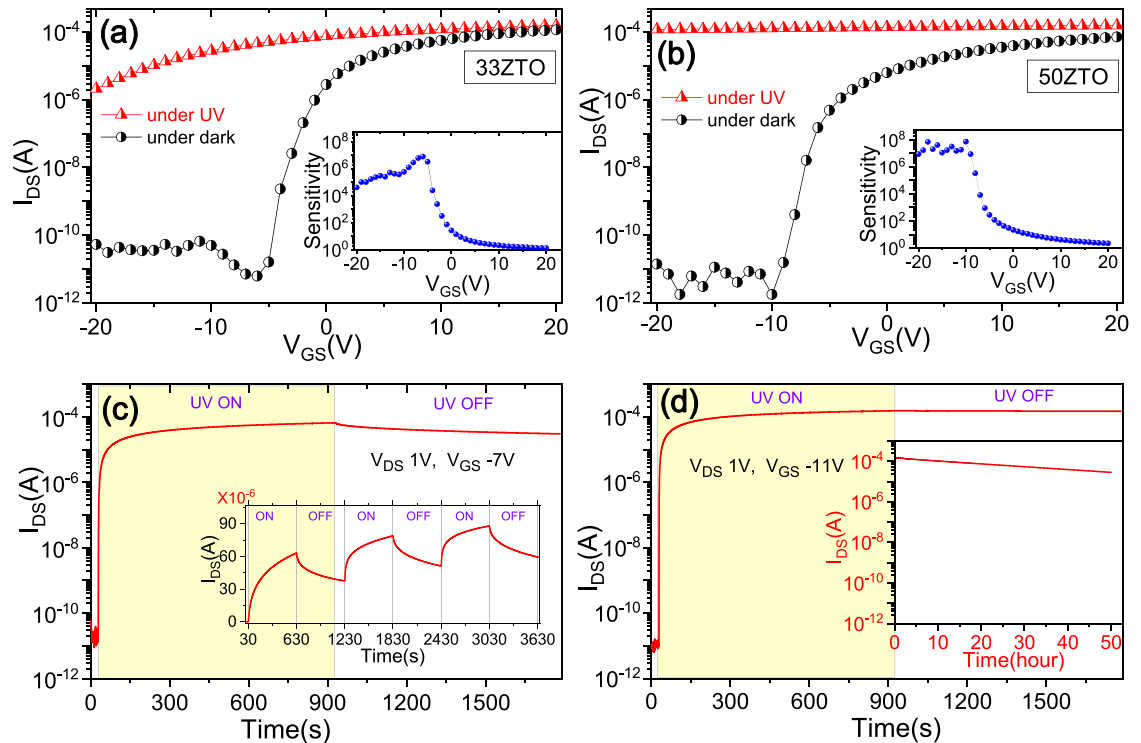 (a)
33ZTO
under UV
under dark
I_DS(A)
10^-4
10^-6
10^-8
10^-10
10^-12
-20
-10
0
10
20
V_GS(V)
Sensitivity
10^8
10^6
10^4
10^2
10^0
-20
-10
0
10
20
V_GS(V)
(b)
50ZTO
under UV
under dark
I_DS(A)
10^-4
10^-6
10^-8
10^-10
10^-12
-20
-10
0
10
20
V_GS(V)
Sensitivity
10^8
10^6
10^4
10^2
10^0
-20
-10
0
10
20
V_GS(V)
(c)
UV ON
UV OFF
V_DS 1V, V_GS -7V
I_DS(A)
10^-4
10^-6
10^-8
10^-10
10^-12
0
300
600
900
1200
1500
Time(s)
X10^-6
ON
OFF
ON
OFF
ON
OFF
I_DS(A)
90
60
30
0
30
630
1230
1830
2430
3030
3630
Time(s)
(d)
UV ON
UV OFF
V_DS 1V, V_GS -11V
I_DS(A)
10^-4
10^-6
10^-8
10^-10
10^-12
0
300
600
900
1200
1500
Time(s)
I_DS(A)
10^-4
10^-6
10^-8
10^-10
10^-12
0
10
20
30
40
50
Time(hour)